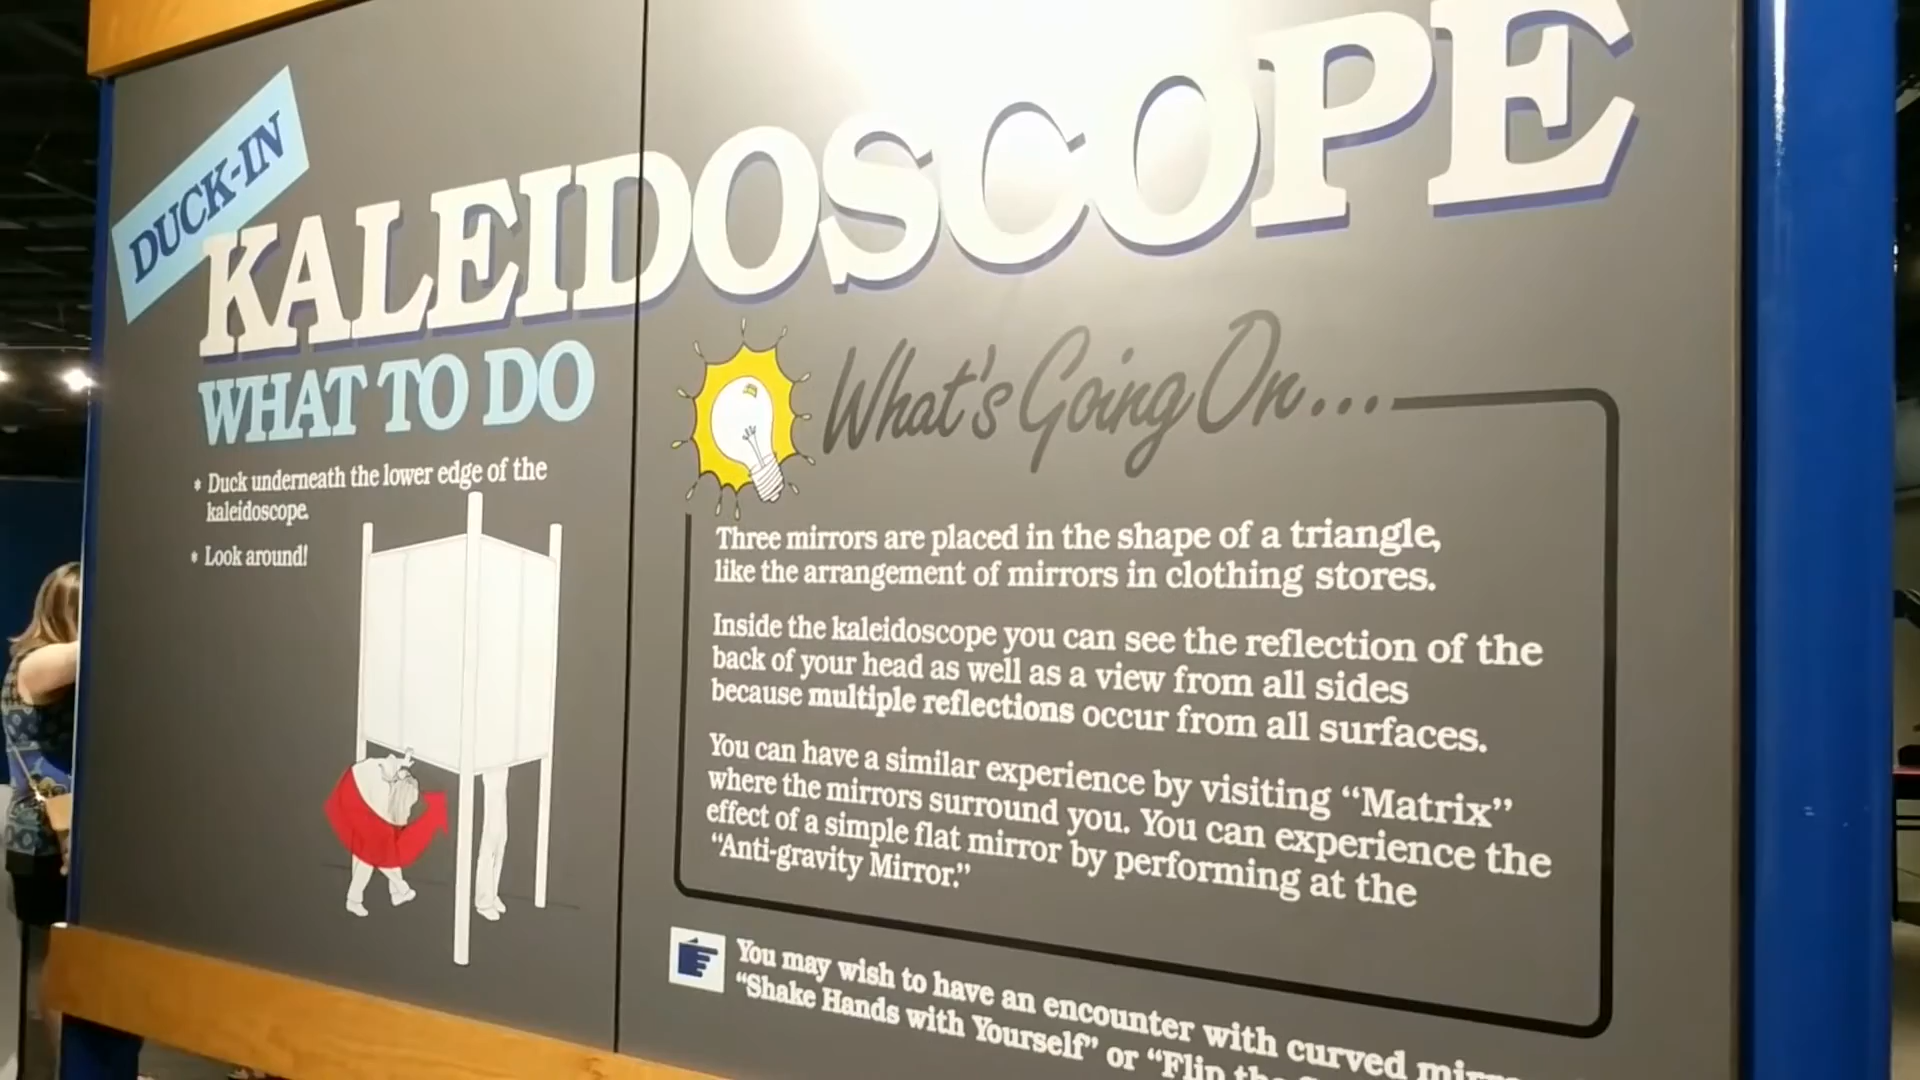 DUCK-IN
KALEIDOSCOPE
WHAT TO DO
* Duck underneath the lower edge of the
kaleidoscope.
* Look around!
What's Going On...
Three mirrors are placed in the shape of a triangle,
like the arrangement of mirrors in clothing stores.
Inside the kaleidoscope you can see the reflection of the
back of your head as well as a view from all sides
because multiple reflections occur from all surfaces.
You can have a similar experience by visiting “Matrix”
where the mirrors surround you. You can experience the
effect of a simple flat mirror by performing at the
“Anti-gravity Mirror.”
You may wish to have an encounter with curved
“Shake Hands with Yourself” or “Flip